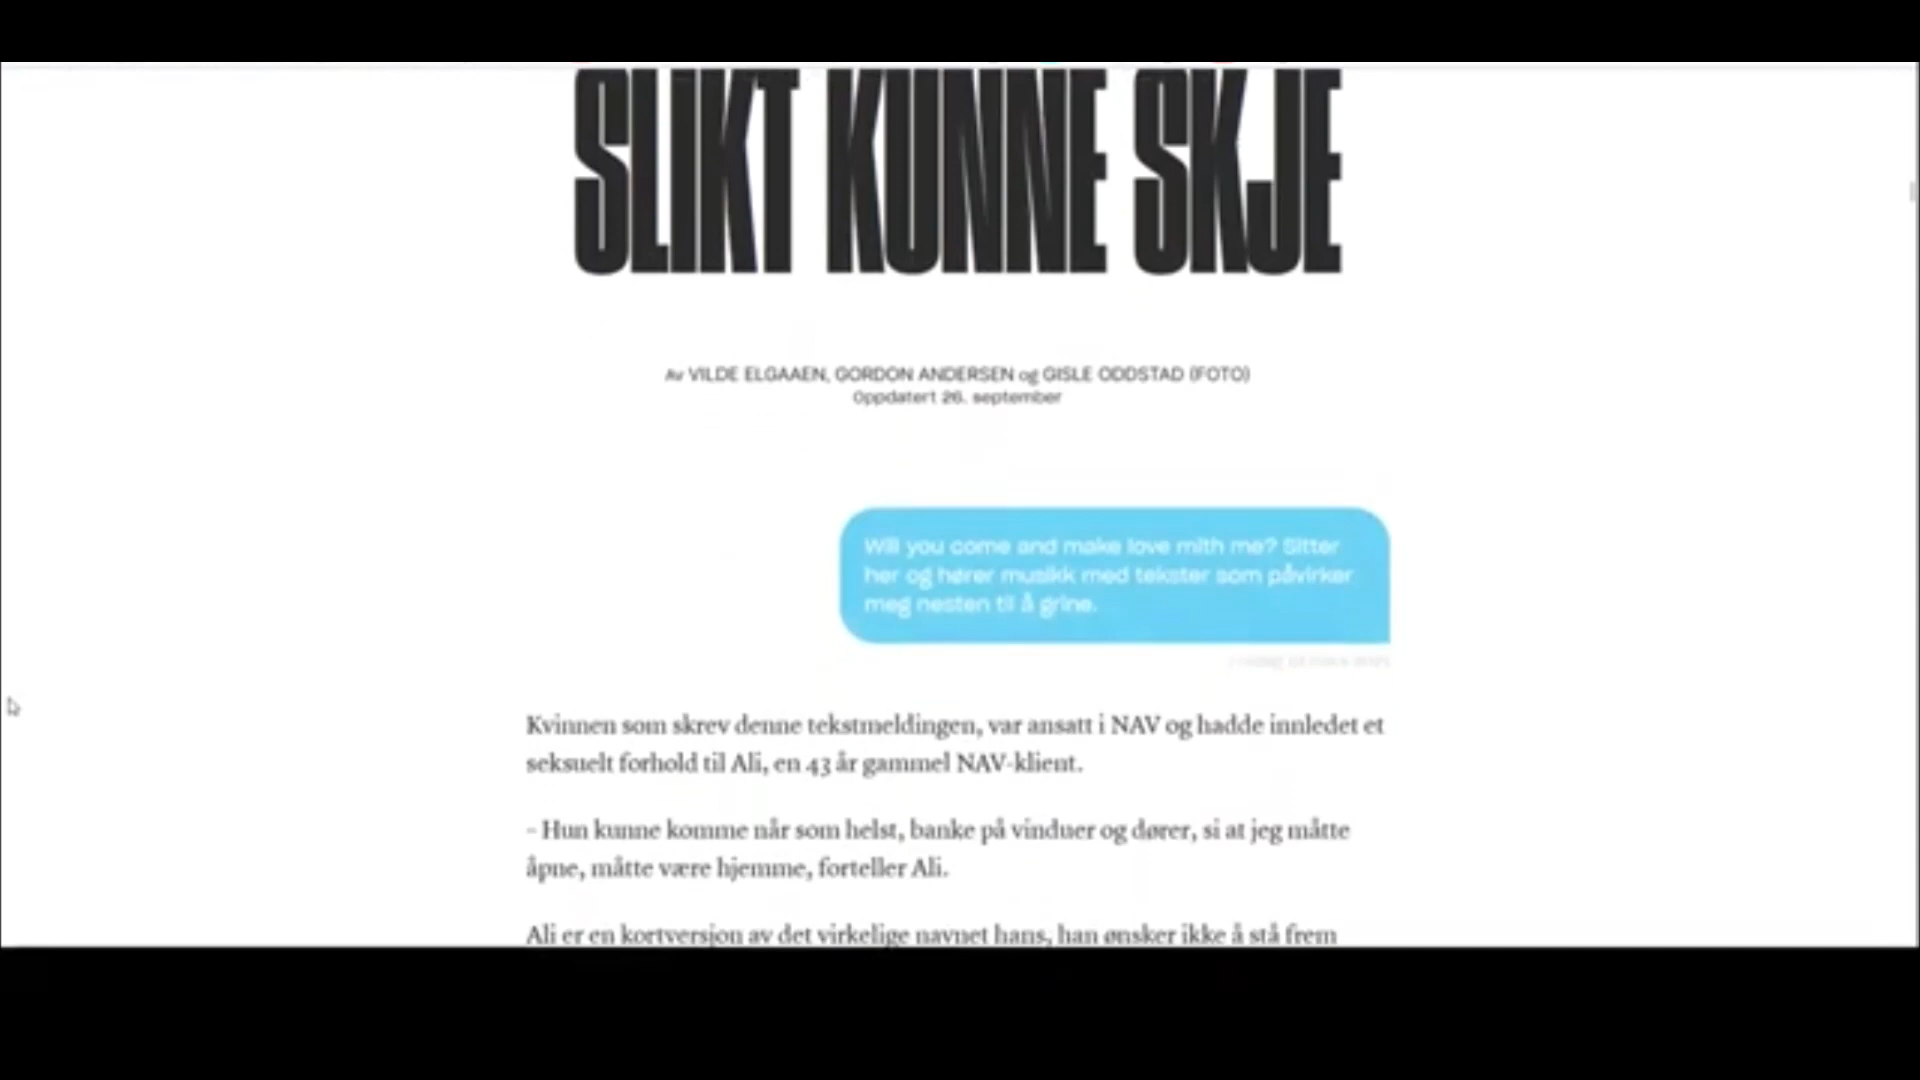 SLIKT KUNNE SKJE
Av VILDE ELGAAEN, GORDON ANDERSEN og GISLE ODDSTAD (FOTO)
Oppdatert 26. september
Will you come and make love mith me? Sitter
her og hører musikk med tekster som påvirker
meg nesten til å grine.
Kvinnen som skrev denne tekstmeldingen, var ansatt i NAV og hadde innledet et
seksuelt forhold til Ali, en 43 år gammel NAV-klient.
– Hun kunne komme når som helst, banke på vinduer og dører, si at jeg måtte
åpne, måtte være hjemme, forteller Ali.
Ali er en kortversjon av det virkelige navnet hans, han ønsker ikke å stå frem